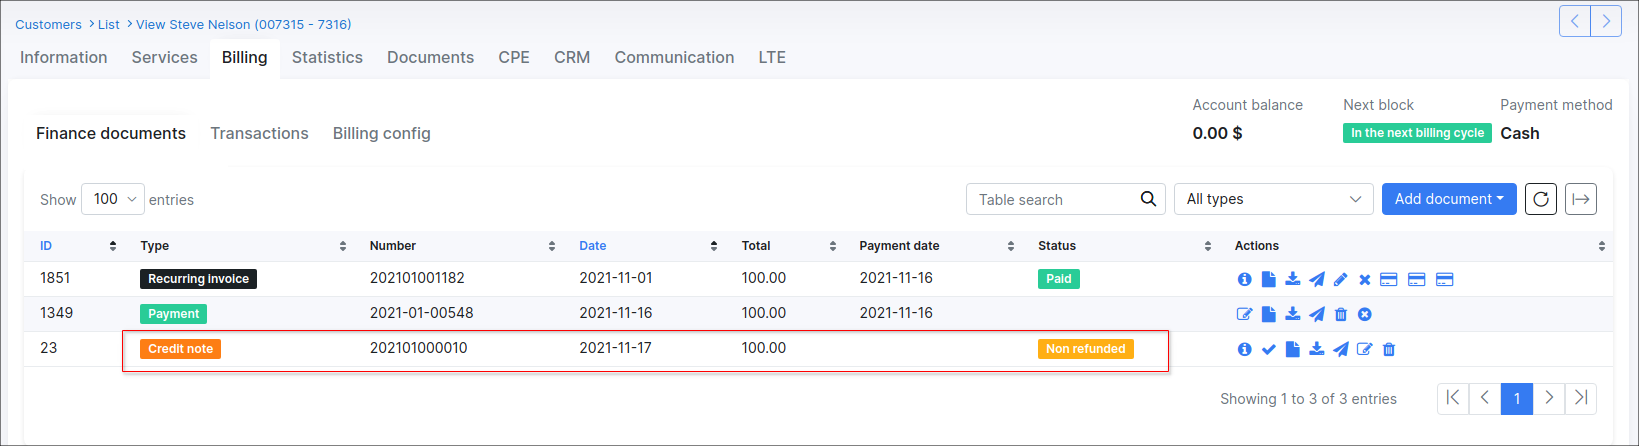 Customers > List > View Steve Nelson (007315 - 7316)
Information Services Billing Statistics Documents CPE CRM Communication LTE
Account balance Next block Payment method
Finance documents Transactions Billing config 0.00 $ In the next billing cycle Cash
Show 100 entries Table search All types Add document
ID Type Number Date Total Payment date Status Actions
1851 Recurring invoice 202101001182 2021-11-01 100.00 2021-11-16 Paid
1349 Payment 2021-01-00548 2021-11-16 100.00 2021-11-16
23 Credit note 202101000010 2021-11-17 100.00 Non refunded
Showing 1 to 3 of 3 entries 1